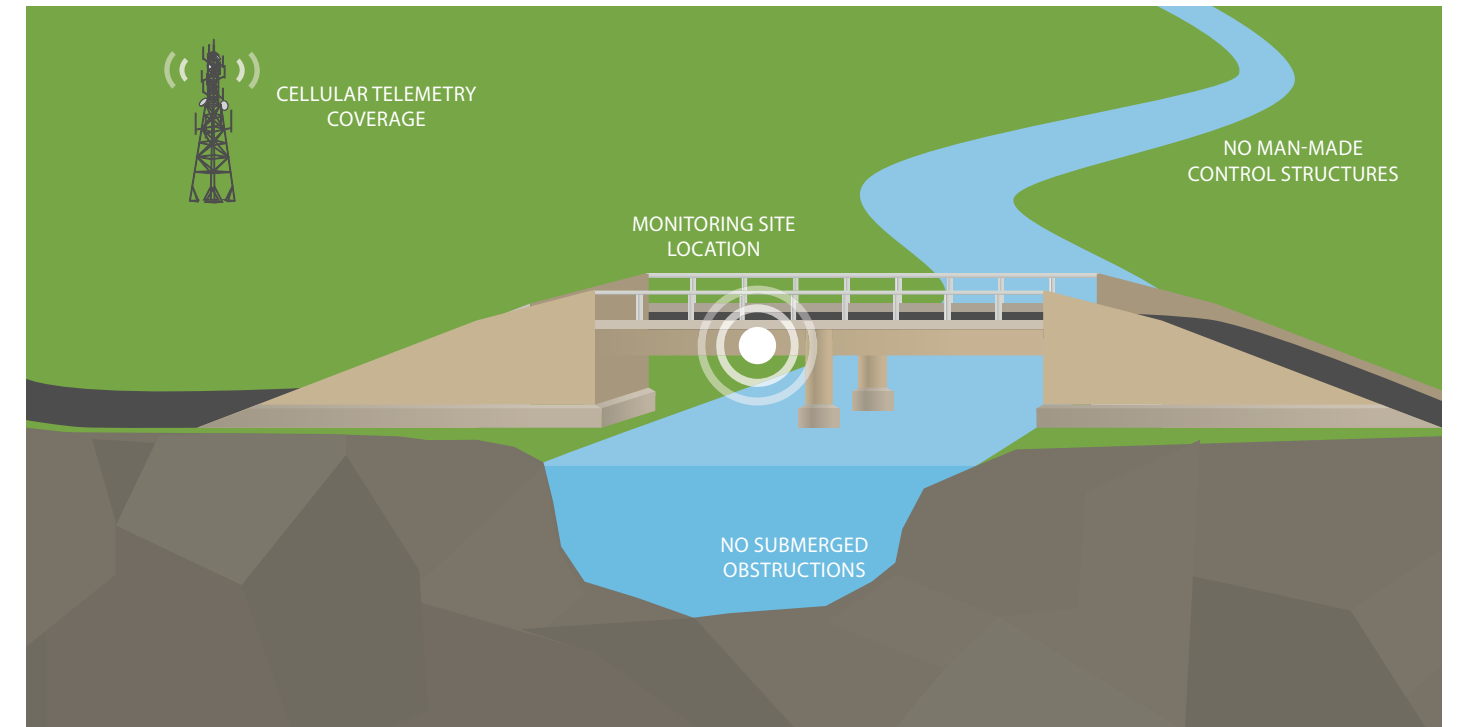 CELLULAR TELEMETRY
COVERAGE
NO MAN-MADE
CONTROL STRUCTURES
MONITORING SITE
LOCATION
NO SUBMERGED
OBSTRUCTIONS